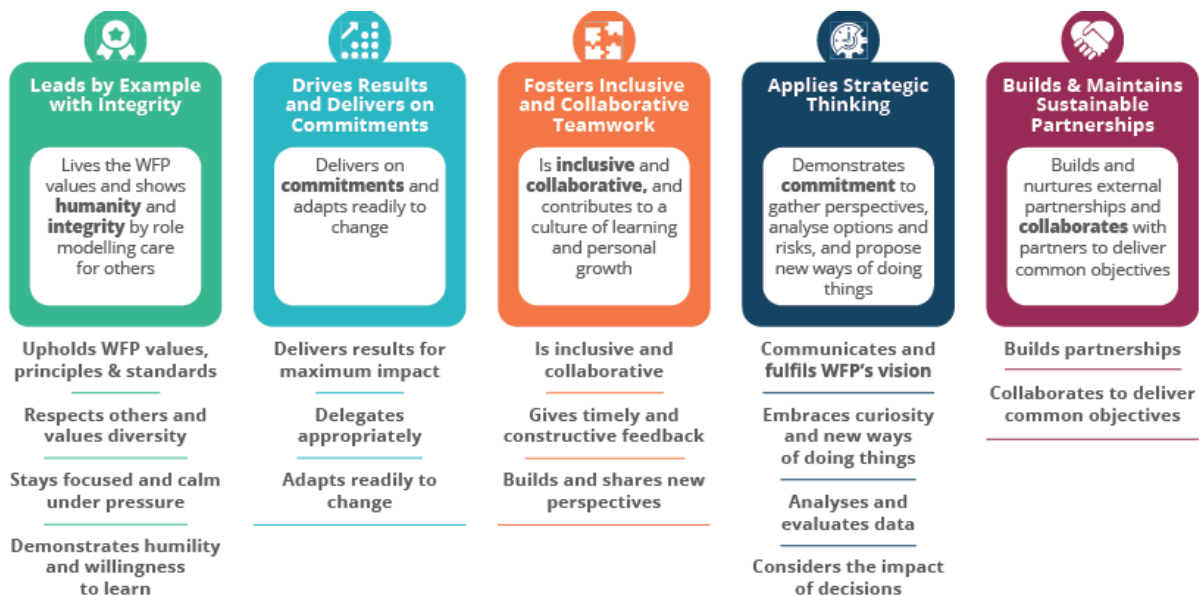 Leads by Example
with Integrity
Lives the WFP
values and shows
humanity and
integrity by role
modelling care
for others
Upholds WFP values,
principles & standards
Respects others and
values diversity
Stays focused and calm
under pressure
Demonstrates humility
and willingness
to learn
Drives Results
and Delivers on
Commitments
Delivers on
commitments and
adapts readily to
change
Delivers results for
maximum impact
Delegates
appropriately
Adapts readily to
change
Fosters Inclusive
and Collaborative
Teamwork
Is inclusive and
collaborative, and
contributes to a
culture of learning
and personal
growth
Is inclusive and
collaborative
Gives timely and
constructive feedback
Builds and shares new
perspectives
Applies Strategic
Thinking
Demonstrates
commitment to
gather perspectives,
analyse options and
risks, and propose
new ways of doing
things
Communicates and
fulfils WFP's vision
Embraces curiosity
and new ways
of doing things
Analyses and
evaluates data
Considers the impact
of decisions
Builds & Maintains
Sustainable
Partnerships
Builds and
nurtures external
partnerships and
collaborates with
partners to deliver
common objectives
Builds partnerships
Collaborates to deliver
common objectives